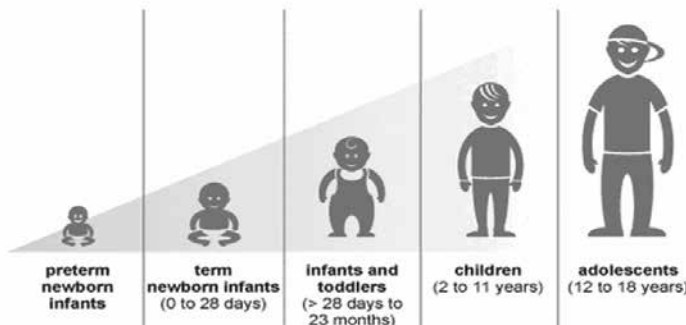 preterm
newborn
infants
term
newborn infants
(0 to 28 days)
infants and
toddlers
(> 28 days to
23 months)
children
(2 to 11 years)
adolescents
(12 to 18 years)